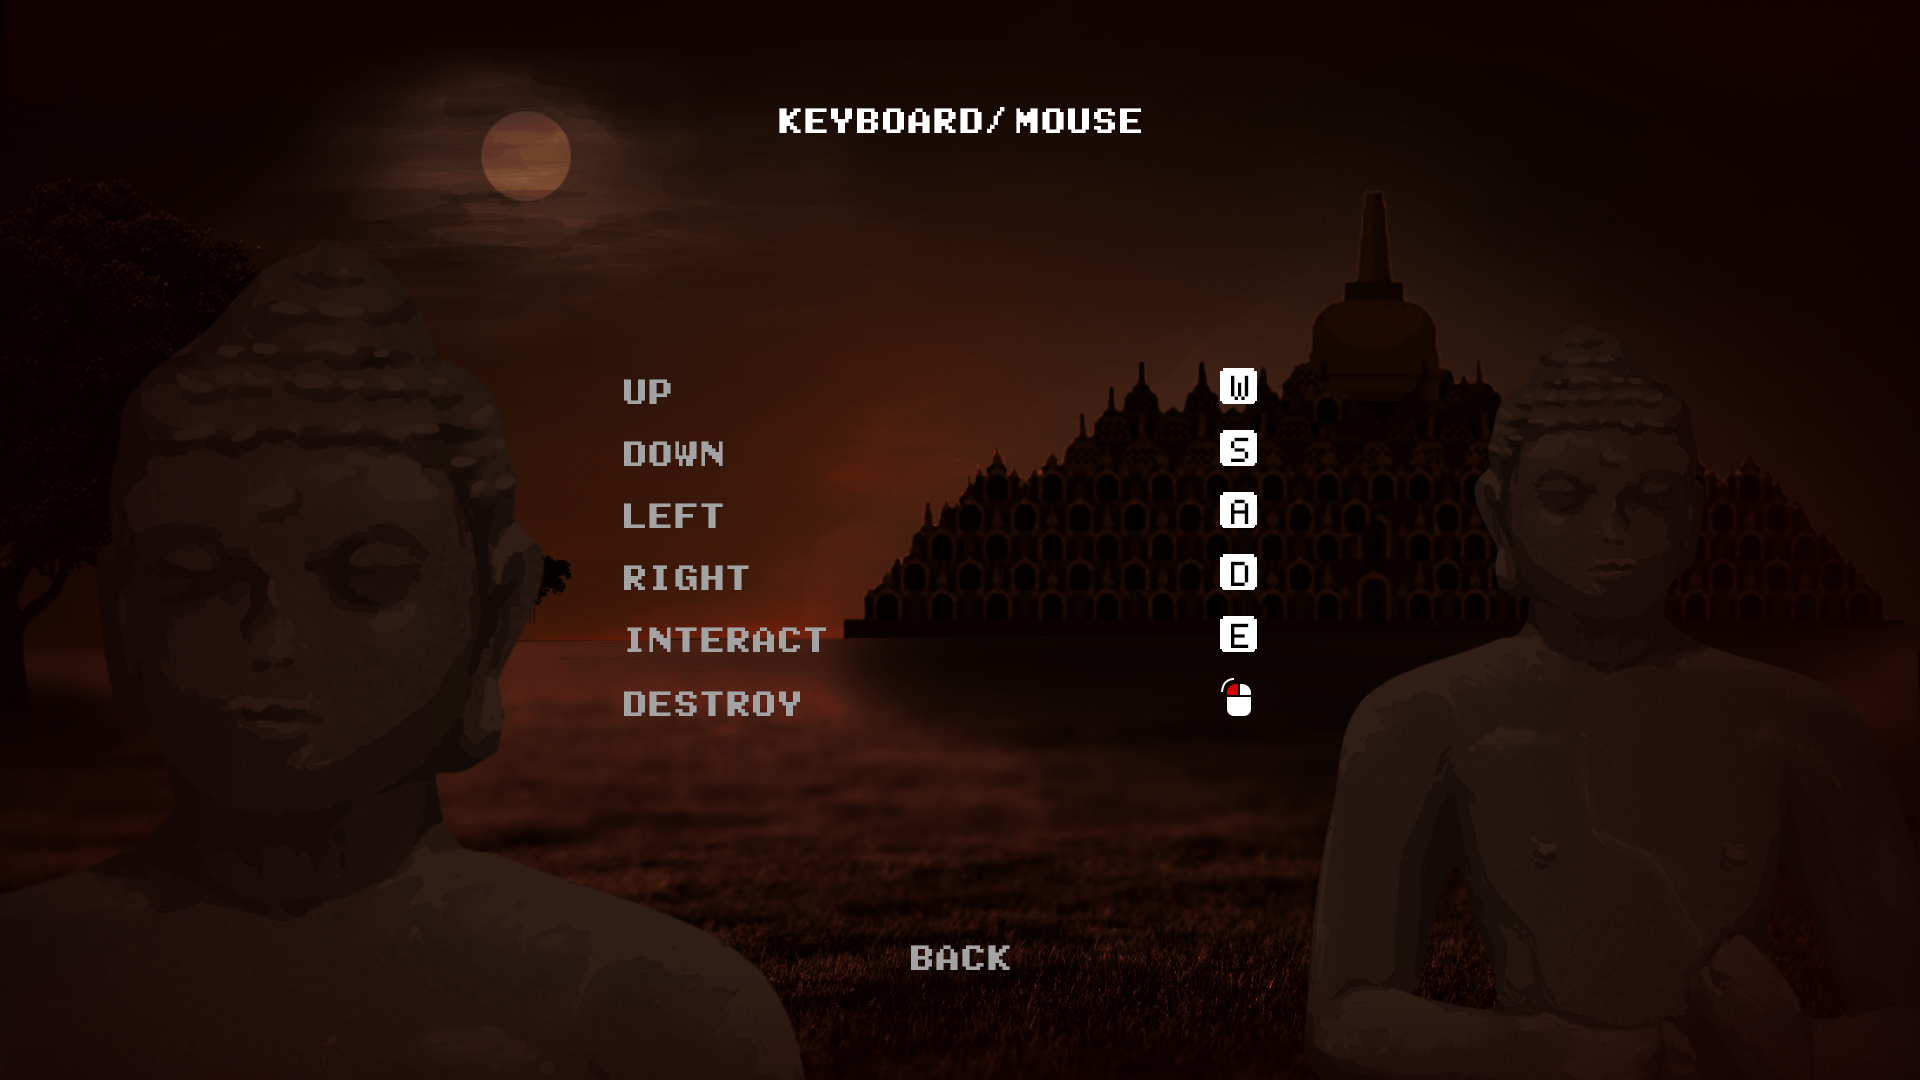 KEYBOARD/MOUSE
UP W
DOWN S
LEFT A
RIGHT D
INTERACT E
DESTROY
BACK